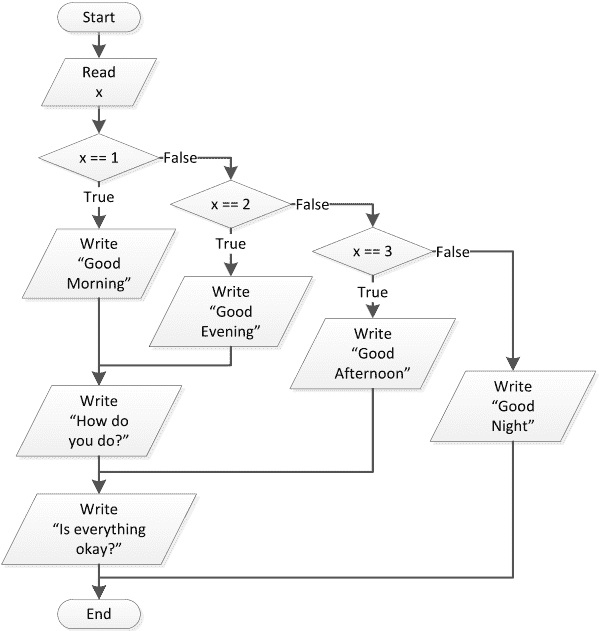 Start
Read
x
x == 1
False
True
x == 2
False
True
x == 3
False
True
Write
“Good
Morning”
Write
“Good
Evening”
Write
“Good
Afternoon”
Write
“Good
Night”
Write
“How do
you do?”
Write
“Is everything
okay?”
End